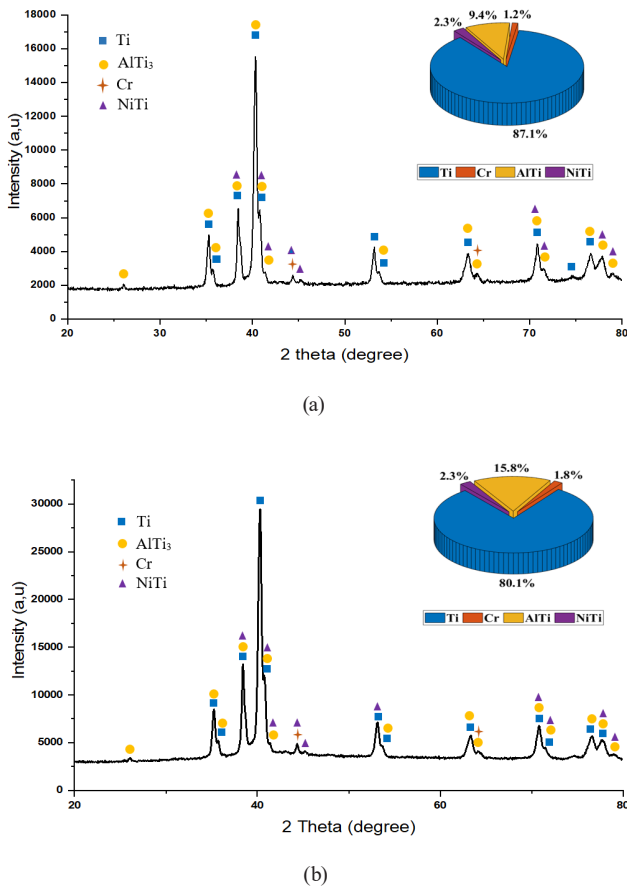 18000
16000
14000
12000
10000
8000
6000
4000
2000
0
Intensity (a,u)
Ti
AlTi₃
Cr
NiTi
2.3%
9.4%
1.2%
87.1%
Ti Cr AlTi NiTi
20 30 40 50 60 70 80
2 theta (degree)
(a)
30000
25000
20000
15000
10000
5000
0
Intensity (a,u)
Ti
AlTi₃
Cr
NiTi
2.3%
15.8%
1.8%
80.1%
Ti Cr AlTi NiTi
20 40 60 80
2 Theta (degree)
(b)